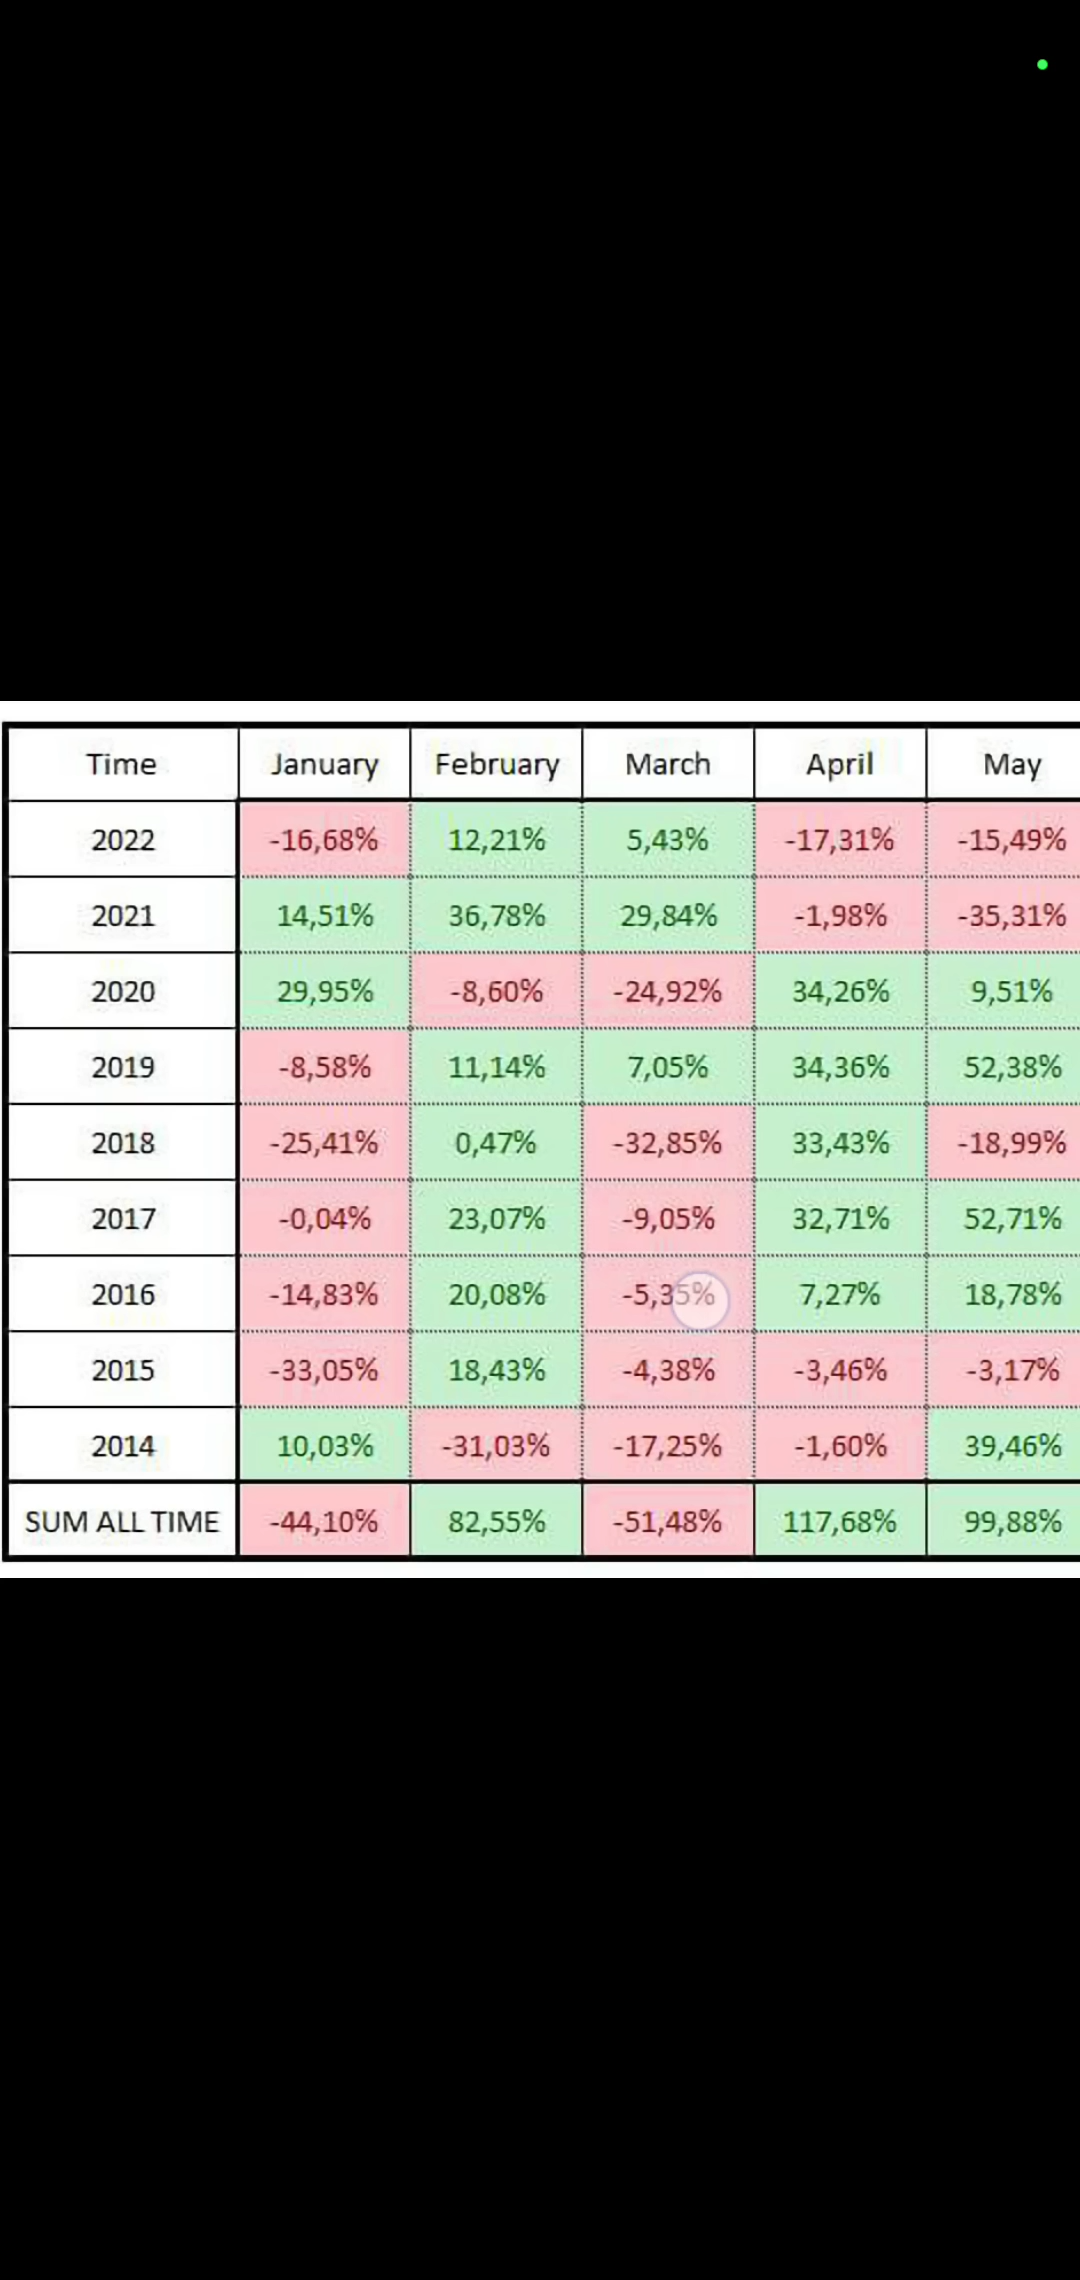 Time January February March April May
2022 -16,68% 12,21% 5,43% -17,31% -15,49%
2021 14,51% 36,78% 29,84% -1,98% -35,31%
2020 29,95% -8,60% -24,92% 34,26% 9,51%
2019 -8,58% 11,14% 7,05% 34,36% 52,38%
2018 -25,41% 0,47% -32,85% 33,43% -18,99%
2017 -0,04% 23,07% -9,05% 32,71% 52,71%
2016 -14,83% 20,08% -5,35% 7,27% 18,78%
2015 -33,05% 18,43% -4,38% -3,46% -3,17%
2014 10,03% -31,03% -17,25% -1,60% 39,46%
SUM ALL TIME -44,10% 82,55% -51,48% 117,68% 99,88%